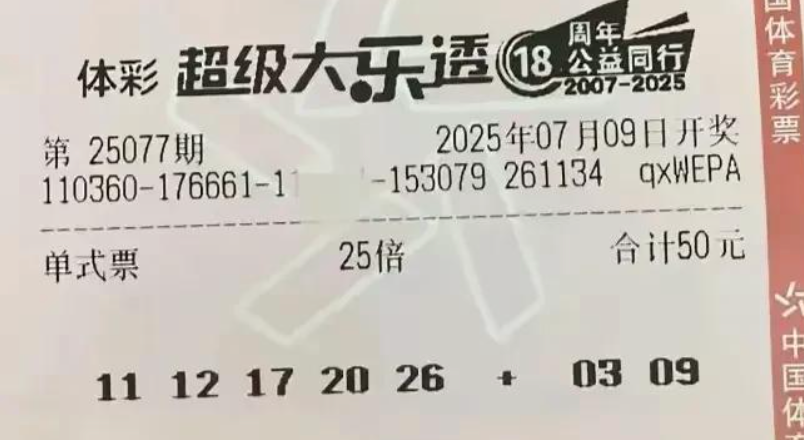 体彩 超级大乐透 18 周年 公益同行 2007-2025
第 25077期 2025年07月09日开奖
110360-176661-11 -153079 261134 qxWEPA
单式票 25倍 合计50元
11 12 17 20 26 + 03 09
国体育彩票
中国体